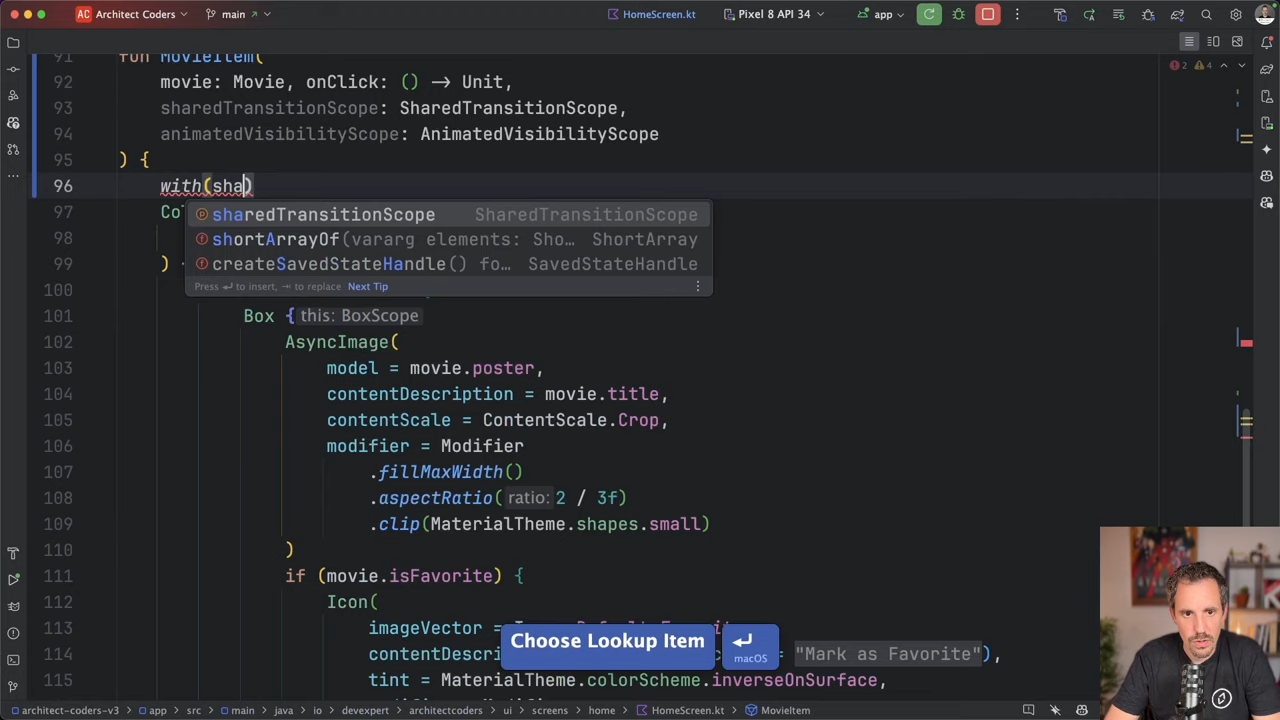 AC Architect Coders main HomeScreen.kt Pixel 8 API 34 app
91 fun MovieItem(
2 4
92 movie: Movie, onClick: () -> Unit,
93 sharedTransitionScope: SharedTransitionScope,
94 animatedVisibilityScope: AnimatedVisibilityScope
95 ) {
96 with(sha)
97 Co
sharedTransitionScope SharedTransitionScope
98
shortArrayOf(vararg elements: Sho… ShortArray
99 )
createSavedStateHandle() fo… SavedStateHandle
Press ↵ to insert, ⇥ to replace Next Tip
100
101 Box { this: BoxScope
102 AsyncImage(
103 model = movie.poster,
104 contentDescription = movie.title,
105 contentScale = ContentScale.Crop,
106 modifier = Modifier
107 .fillMaxWidth()
108 .aspectRatio( ratio: 2 / 3f)
109 .clip(MaterialTheme.shapes.small)
110 )
111 if (movie.isFavorite) {
112 Icon(
113 imageVector =
114 contentDescri = "Mark as Favorite"),
115 tint = MaterialTheme.colorScheme.inverseOnSurface,
Choose Lookup Item ↵
macOS
architect-coders-v3 > app > src > main > java > io > devexpert > architectcoders > ui > screens > home > HomeScreen.kt > MovieItem